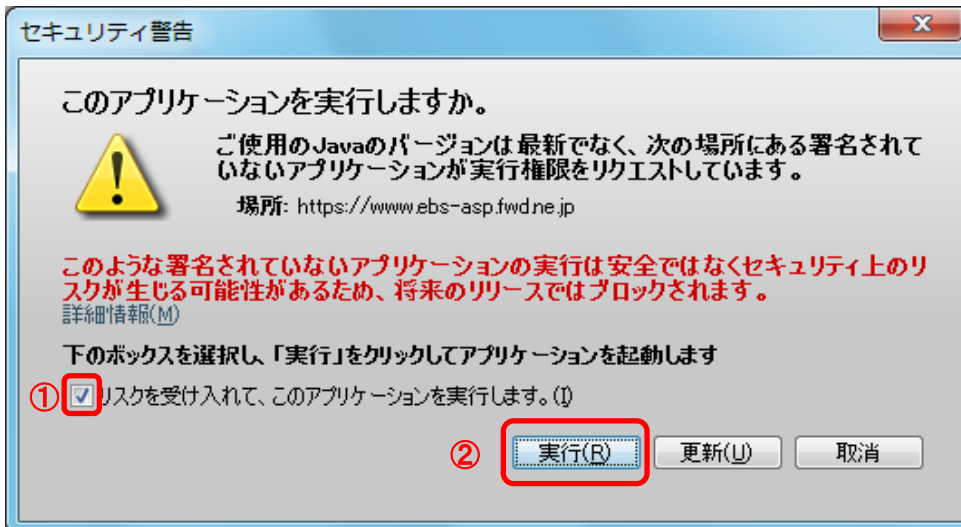 セキュリティ警告
このアプリケーションを実行しますか。
ご使用のJavaのバージョンは最新でなく、次の場所にある署名されて
いないアプリケーションが実行権限をリクエストしています。
場所: https://www.ebs-asp.fwd.ne.jp
このような署名されていないアプリケーションの実行は安全ではなくセキュリティ上のリ
スクが生じる可能性があるため、将来のリリースではブロックされます。
詳細情報(M)
下のボックスを選択し、「実行」をクリックしてアプリケーションを起動します
① リスクを受け入れて、このアプリケーションを実行します。(I)
② 実行(R) 更新(U) 取消